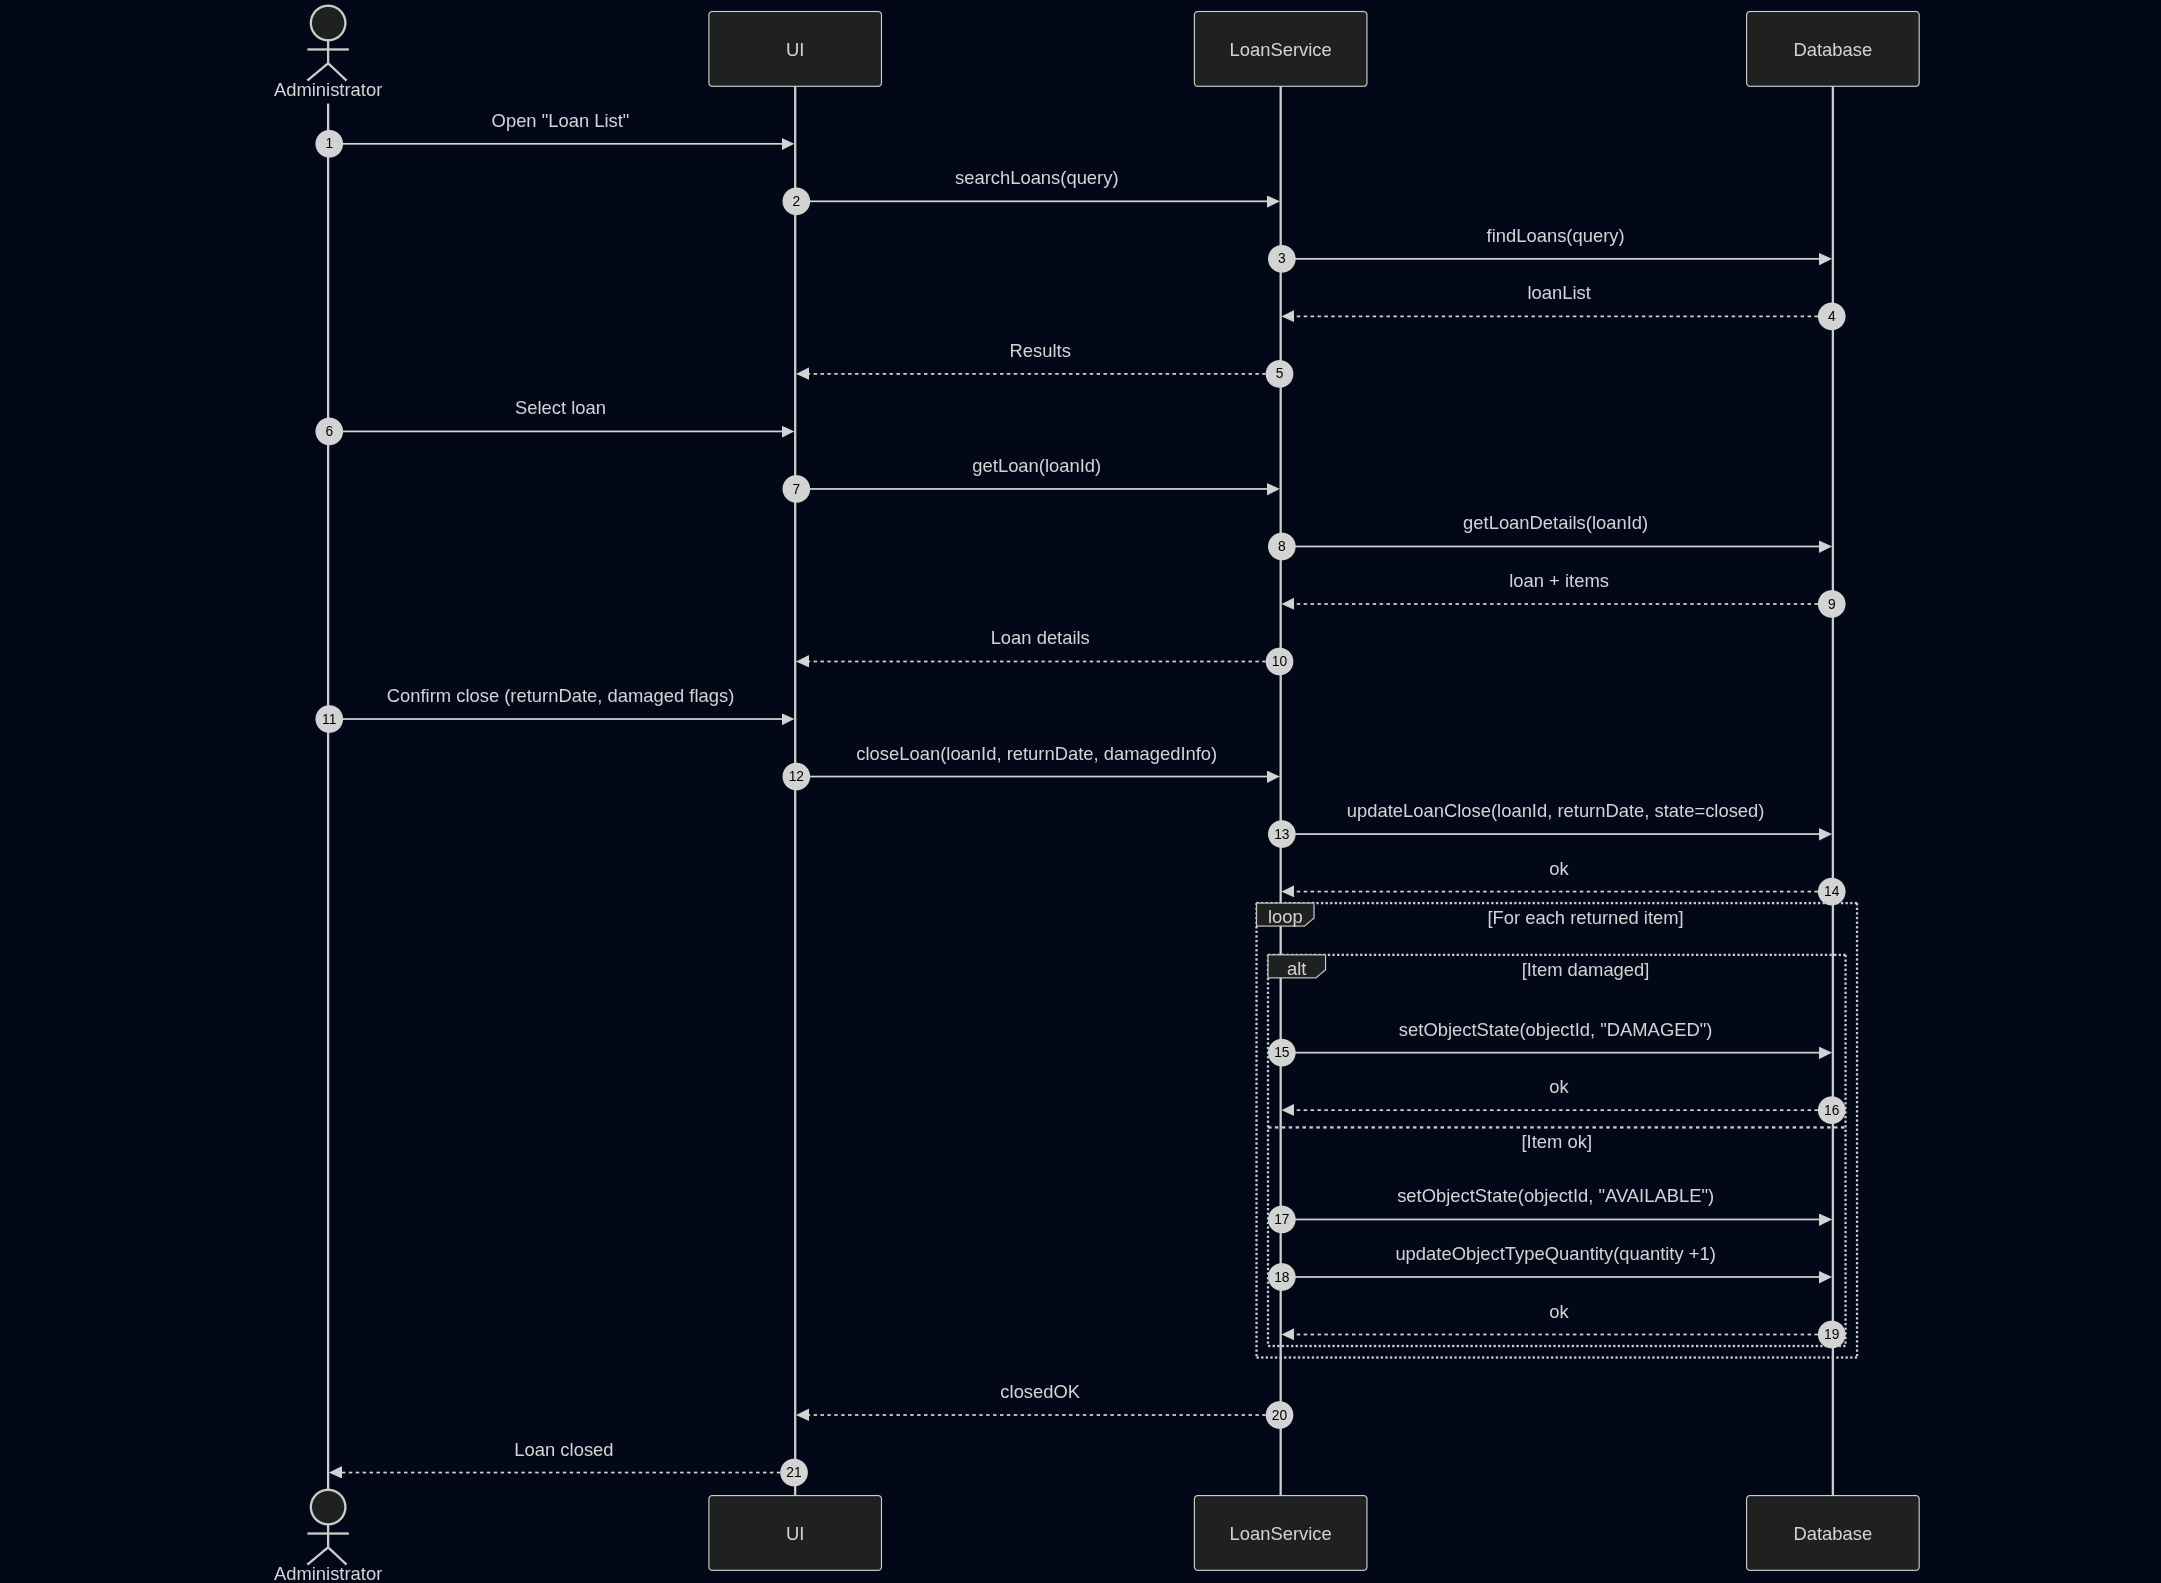 Administrator
UI
LoanService
Database
Open "Loan List"
1
searchLoans(query)
2
findLoans(query)
3
loanList
4
Results
5
Select loan
6
getLoan(loanId)
7
getLoanDetails(loanId)
8
loan + items
9
Loan details
10
Confirm close (returnDate, damaged flags)
11
closeLoan(loanId, returnDate, damagedInfo)
12
updateLoanClose(loanId, returnDate, state=closed)
13
ok
14
loop
[For each returned item]
alt
[Item damaged]
setObjectState(objectId, "DAMAGED")
15
ok
16
[Item ok]
setObjectState(objectId, "AVAILABLE")
17
updateObjectTypeQuantity(quantity +1)
18
ok
19
closedOK
20
Loan closed
21
Administrator
UI
LoanService
Database